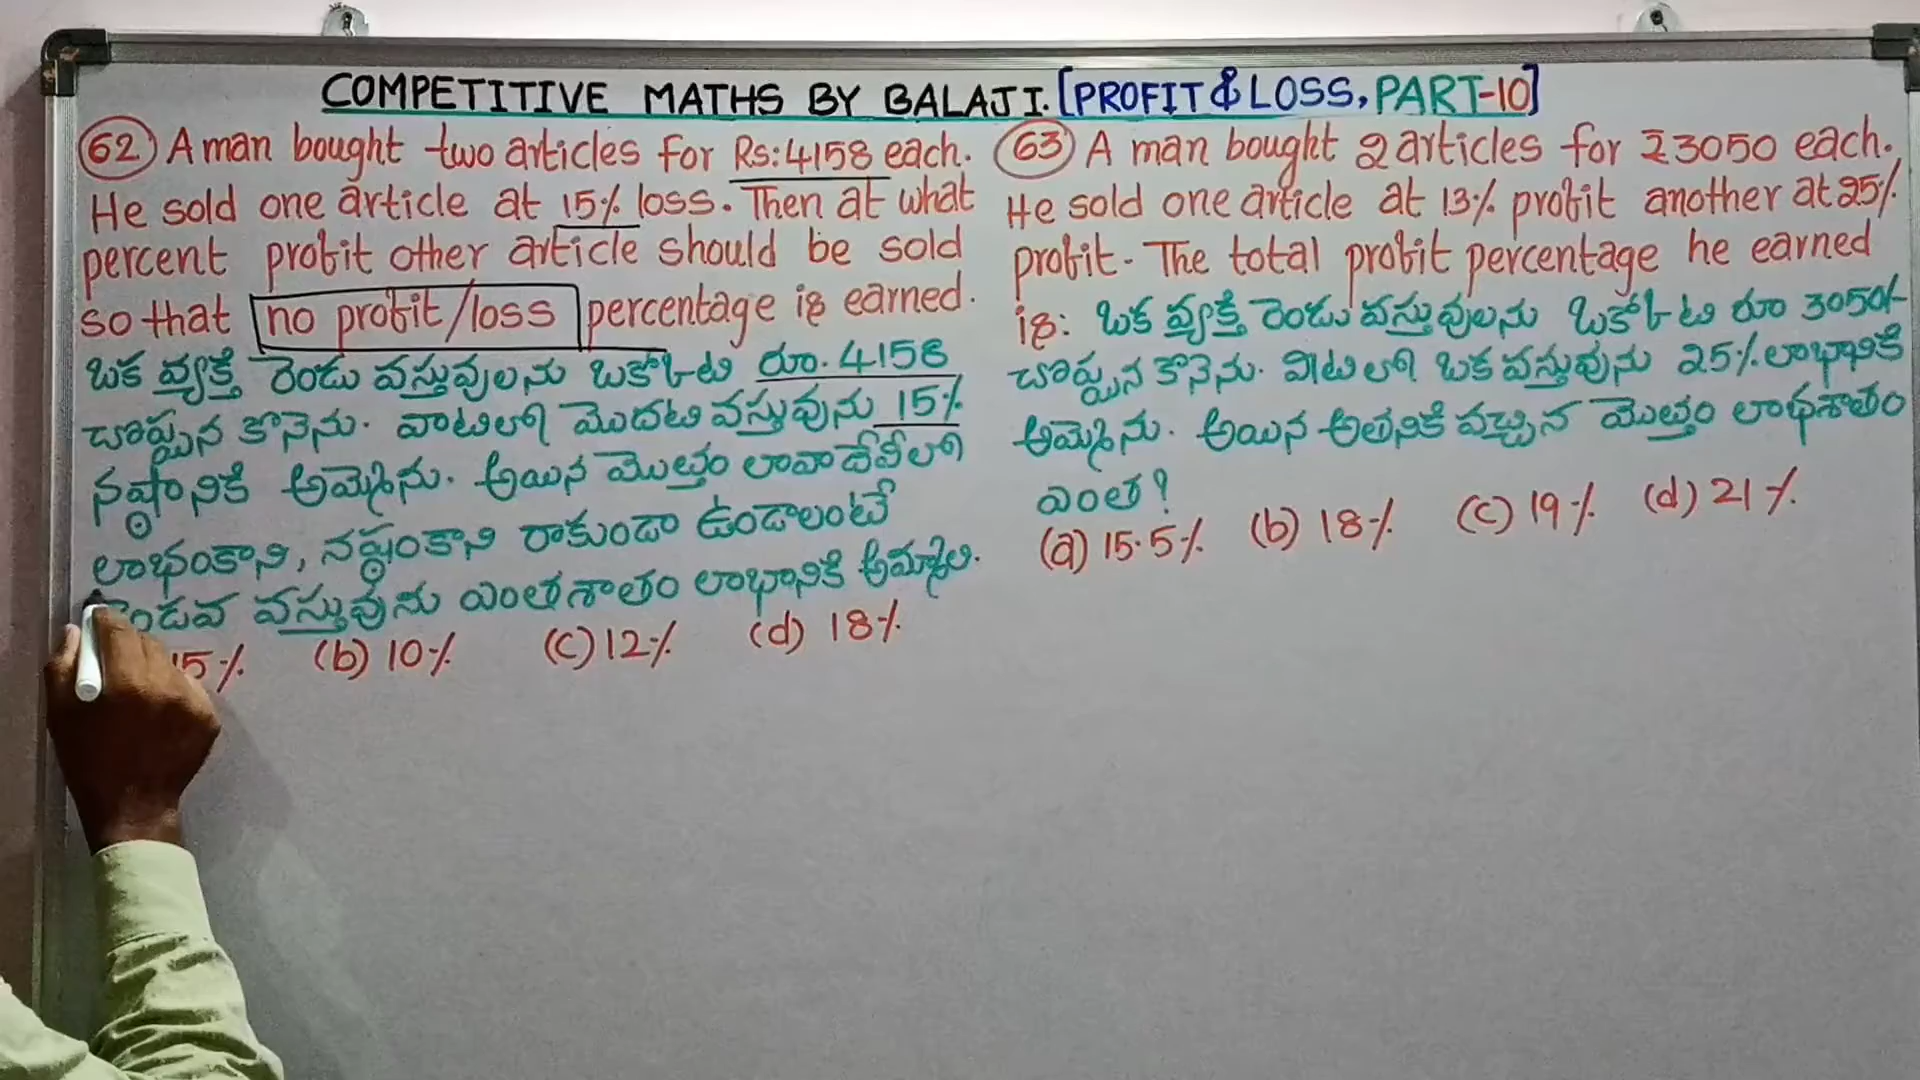 COMPETITIVE MATHS BY BALAJI. [PROFIT & LOSS, PART-10]
62 A man bought two articles for Rs:4158 each.
He sold one article at 15% loss. Then at what
percent profit other article should be sold
so that no profit/loss percentage is earned.
ఒక వ్యక్తి రెండు వస్తువులను ఒక్కొక్కటి రూ. 4158
చొప్పున కొనెను. వాటిలో మొదటి వస్తువును 15%
నష్టానికి అమ్మెను. అయిన మొత్తం లావాదేవీలో
లాభంకాని, నష్టంకాని రాకుండా ఉండాలంటే
వస్తువును ఎంతశాతం లాభానికి అమ్మాలి.
15% (b) 10% (c) 12% (d) 18%
63 A man bought 2 articles for ₹3050 each.
He sold one article at 13% profit another at 25%
profit. The total profit percentage he earned
is: ఒక వ్యక్తి రెండు వస్తువులను ఒక్కొక్కటి రూ 3050/-
చొప్పున కొనెను. వీటిలో ఒక వస్తువును 25% లాభానికి
అమ్మెను. అయిన అతనికి వచ్చిన మొత్తం లాభశాతం
ఎంత?
(a) 15.5% (b) 18% (c) 19% (d) 21%